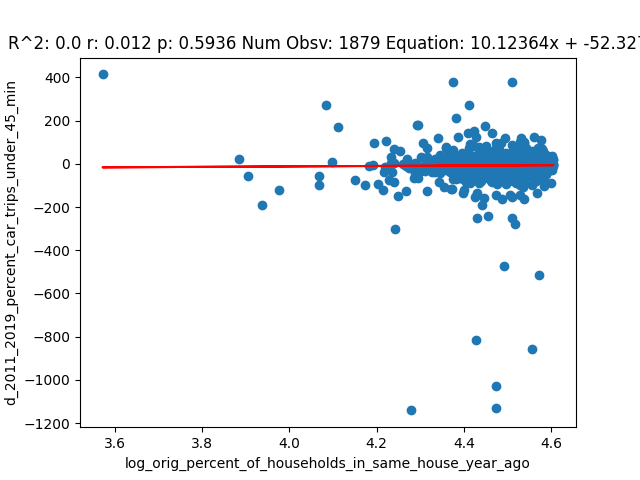 R^2: 0.0 r: 0.012 p: 0.5936 Num Obsv: 1879 Equation: 10.12364x + -52.327
400
200
0
−200
−400
−600
−800
−1000
−1200
d_2011_2019_percent_car_trips_under_45_min
3.6 3.8 4.0 4.2 4.4 4.6
log_orig_percent_of_households_in_same_house_year_ago